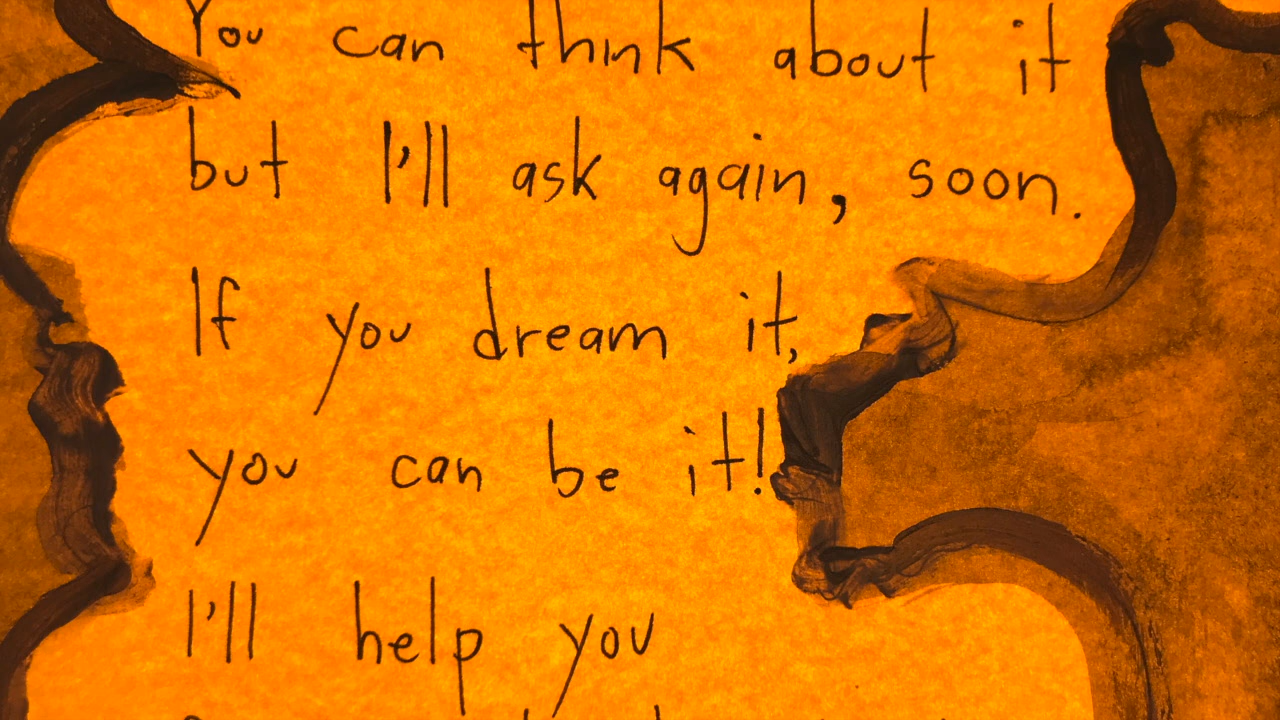 You can think about it
but I'll ask again, soon.
If you dream it,
you can be it!
I'll help you